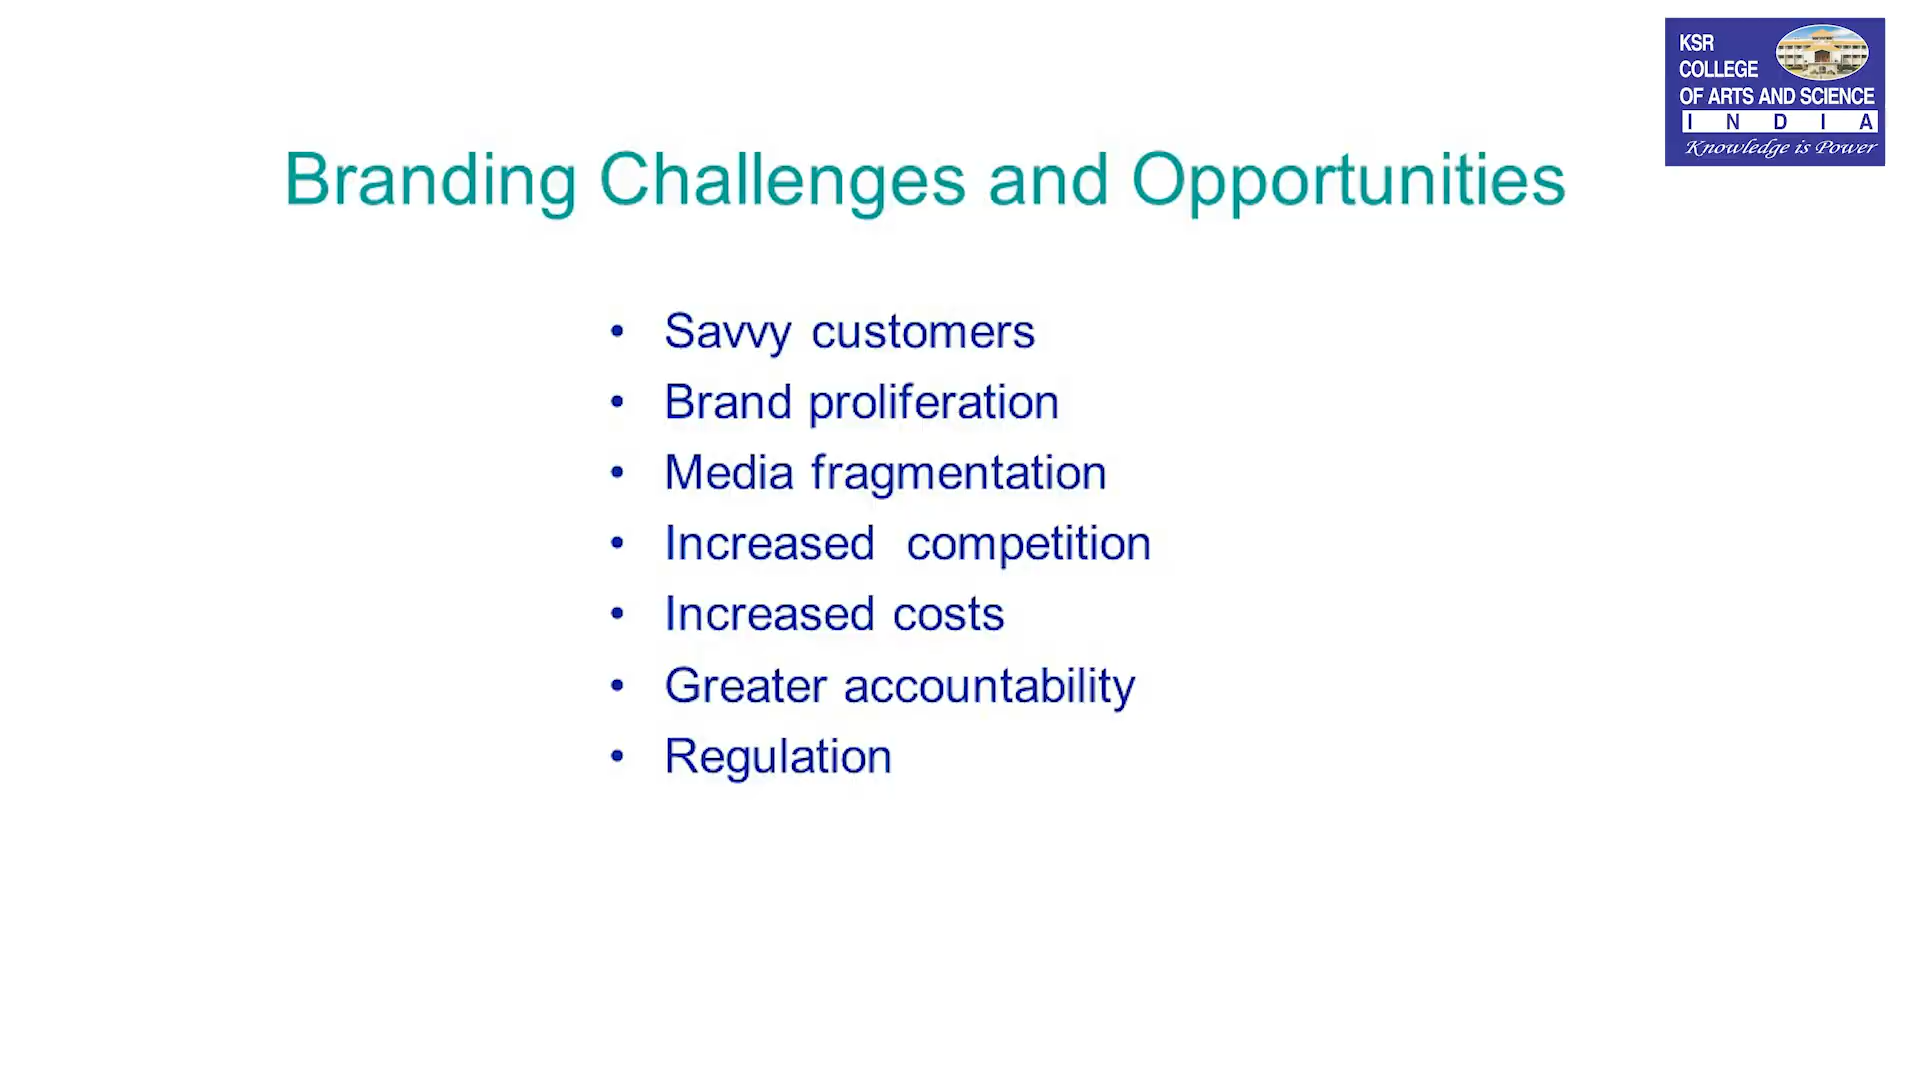 KSR
COLLEGE
OF ARTS AND SCIENCE
I N D I A
Knowledge is Power
Branding Challenges and Opportunities
• Savvy customers
• Brand proliferation
• Media fragmentation
• Increased competition
• Increased costs
• Greater accountability
• Regulation